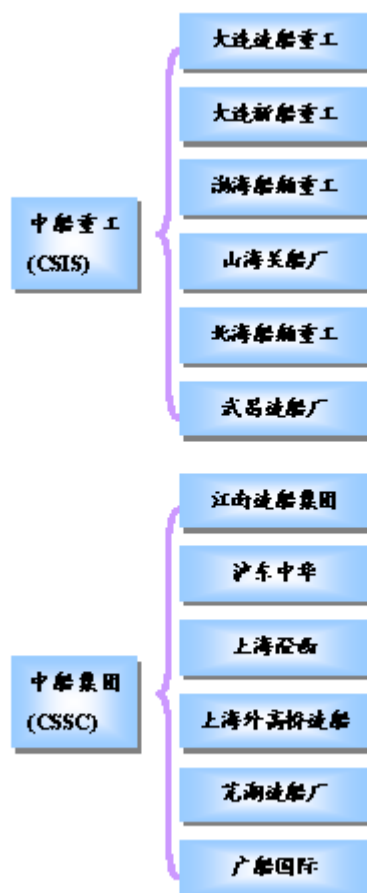 大连造船重工
大连新船重工
渤海船舶重工
中船重工
(CSIS)
山海关船厂
北海船舶重工
武昌造船厂
江南造船集团
沪东中华
上海澄西
中船集团
(CSSC)
上海外高桥造船
芜湖造船厂
广船国际